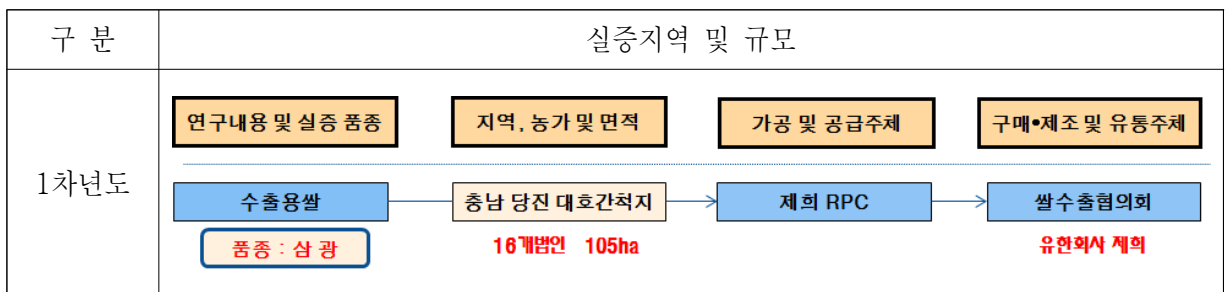 구 분
실증지역 및 규모
1차년도
연구내용 및 실증 품종
지역, 농가 및 면적
가공 및 공급주체
구매•제조 및 유통주체
수출용쌀
충남 당진 대호간척지
제희 RPC
쌀수출협의회
품종 : 삼 광
16개법인 105ha
유한회사 제희